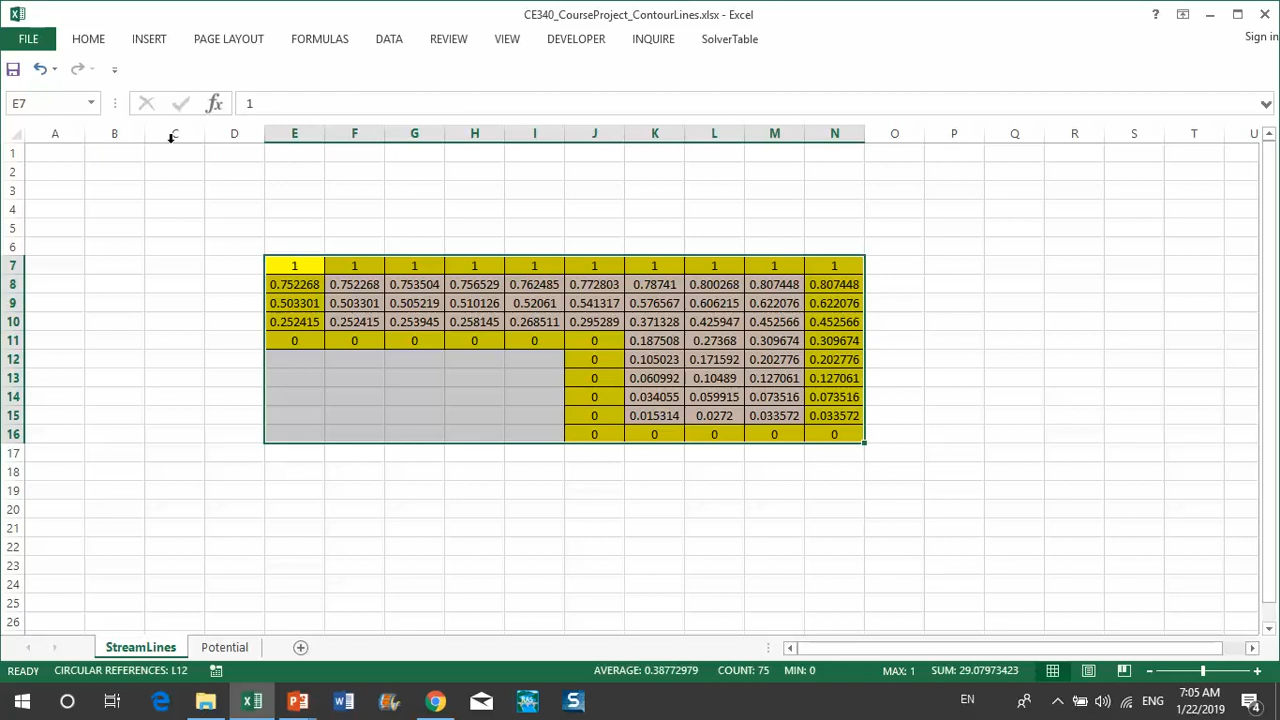 CE340_CourseProject_ContourLines.xlsx - Excel
?
FILE HOME INSERT PAGE LAYOUT FORMULAS DATA REVIEW VIEW DEVELOPER INQUIRE SolverTable Sign in
E7 fx 1
A B C D E F G H I J K L M N O P Q R S T U
1
2
3
4
5
6
7 1 1 1 1 1 1 1 1 1 1
8 0.752268 0.752268 0.753504 0.756529 0.762485 0.772803 0.78741 0.800268 0.807448 0.807448
9 0.503301 0.503301 0.505219 0.510126 0.52061 0.541317 0.576567 0.606215 0.622076 0.622076
10 0.252415 0.252415 0.253945 0.258145 0.268511 0.295289 0.371328 0.425947 0.452566 0.452566
11 0 0 0 0 0 0 0.187508 0.27368 0.309674 0.309674
12 0 0.105023 0.171592 0.202776 0.202776
13 0 0.060992 0.10489 0.127061 0.127061
14 0 0.034055 0.059915 0.073516 0.073516
15 0 0.015314 0.0272 0.033572 0.033572
16 0 0 0 0 0
17
18
19
20
21
22
23
24
25
26
StreamLines Potential
READY CIRCULAR REFERENCES: L12 AVERAGE: 0.38772979 COUNT: 75 MIN: 0 MAX: 1 SUM: 29.07973423
EN ENG 7:05 AM
1/22/2019 4